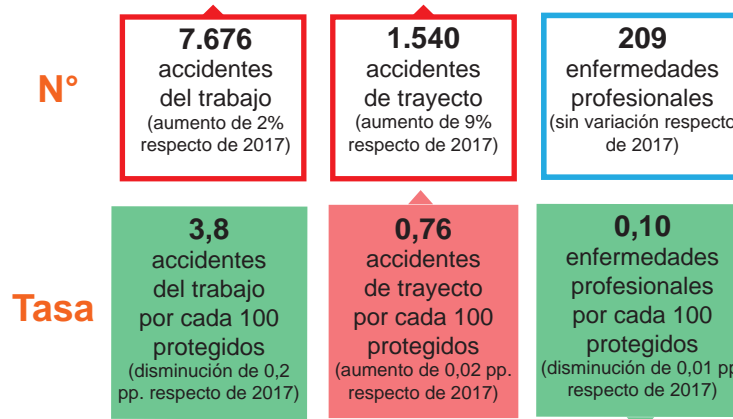 N°
7.676
accidentes
del trabajo
(aumento de 2%
respecto de 2017)
1.540
accidentes
de trayecto
(aumento de 9%
respecto de 2017)
209
enfermedades
profesionales
(sin variación respecto
de 2017)
Tasa
3,8
accidentes
del trabajo
por cada 100
protegidos
(disminución de 0,2
pp. respecto de 2017)
0,76
accidentes
de trayecto
por cada 100
protegidos
(aumento de 0,02 pp.
respecto de 2017)
0,10
enfermedades
profesionales
por cada 100
protegidos
(disminución de 0,01 pp
respecto de 2017)